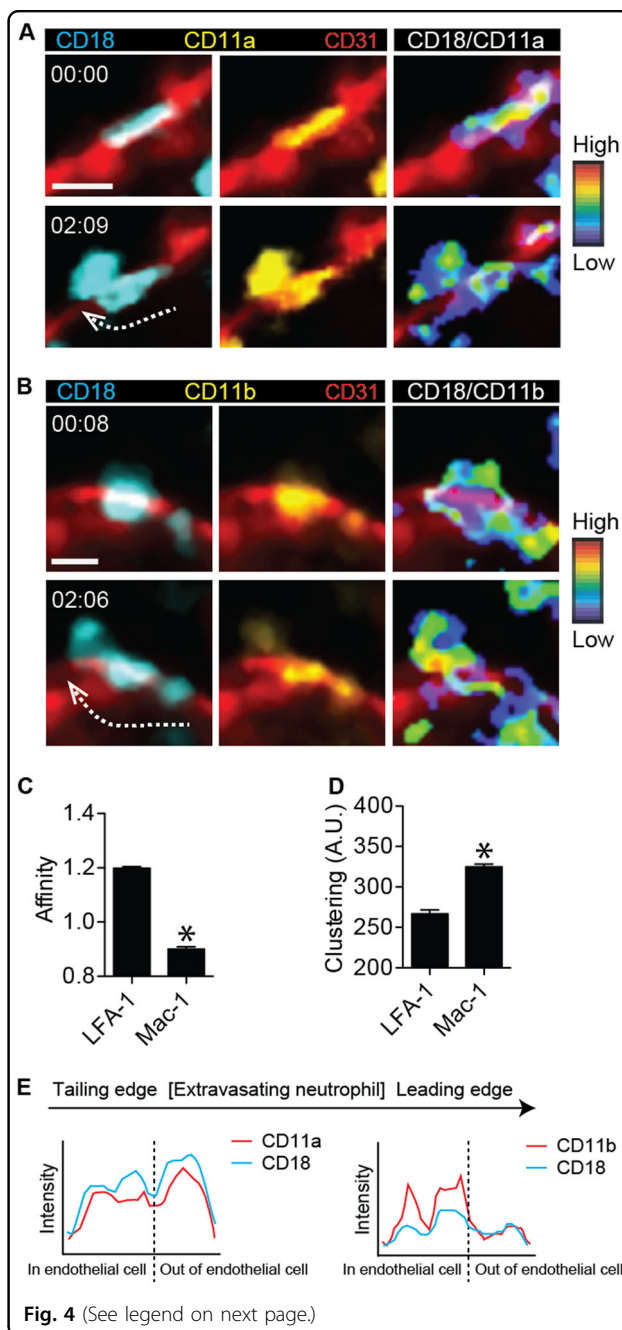 A
CD18 CD11a CD31 CD18/CD11a
00:00
High
Low
02:09
B
CD18 CD11b CD31 CD18/CD11b
00:08
High
Low
02:06
C
Affinity
1.4
1.2
1.0
0.8
LFA-1
Mac-1
*
D
Clustering (A.U.)
400
350
300
250
200
LFA-1
Mac-1
*
E
Tailing edge [Extravasating neutrophil] Leading edge
Intensity
CD11a
CD18
In endothelial cell Out of endothelial cell
Intensity
CD11b
CD18
In endothelial cell Out of endothelial cell
Fig. 4 (See legend on next page.)